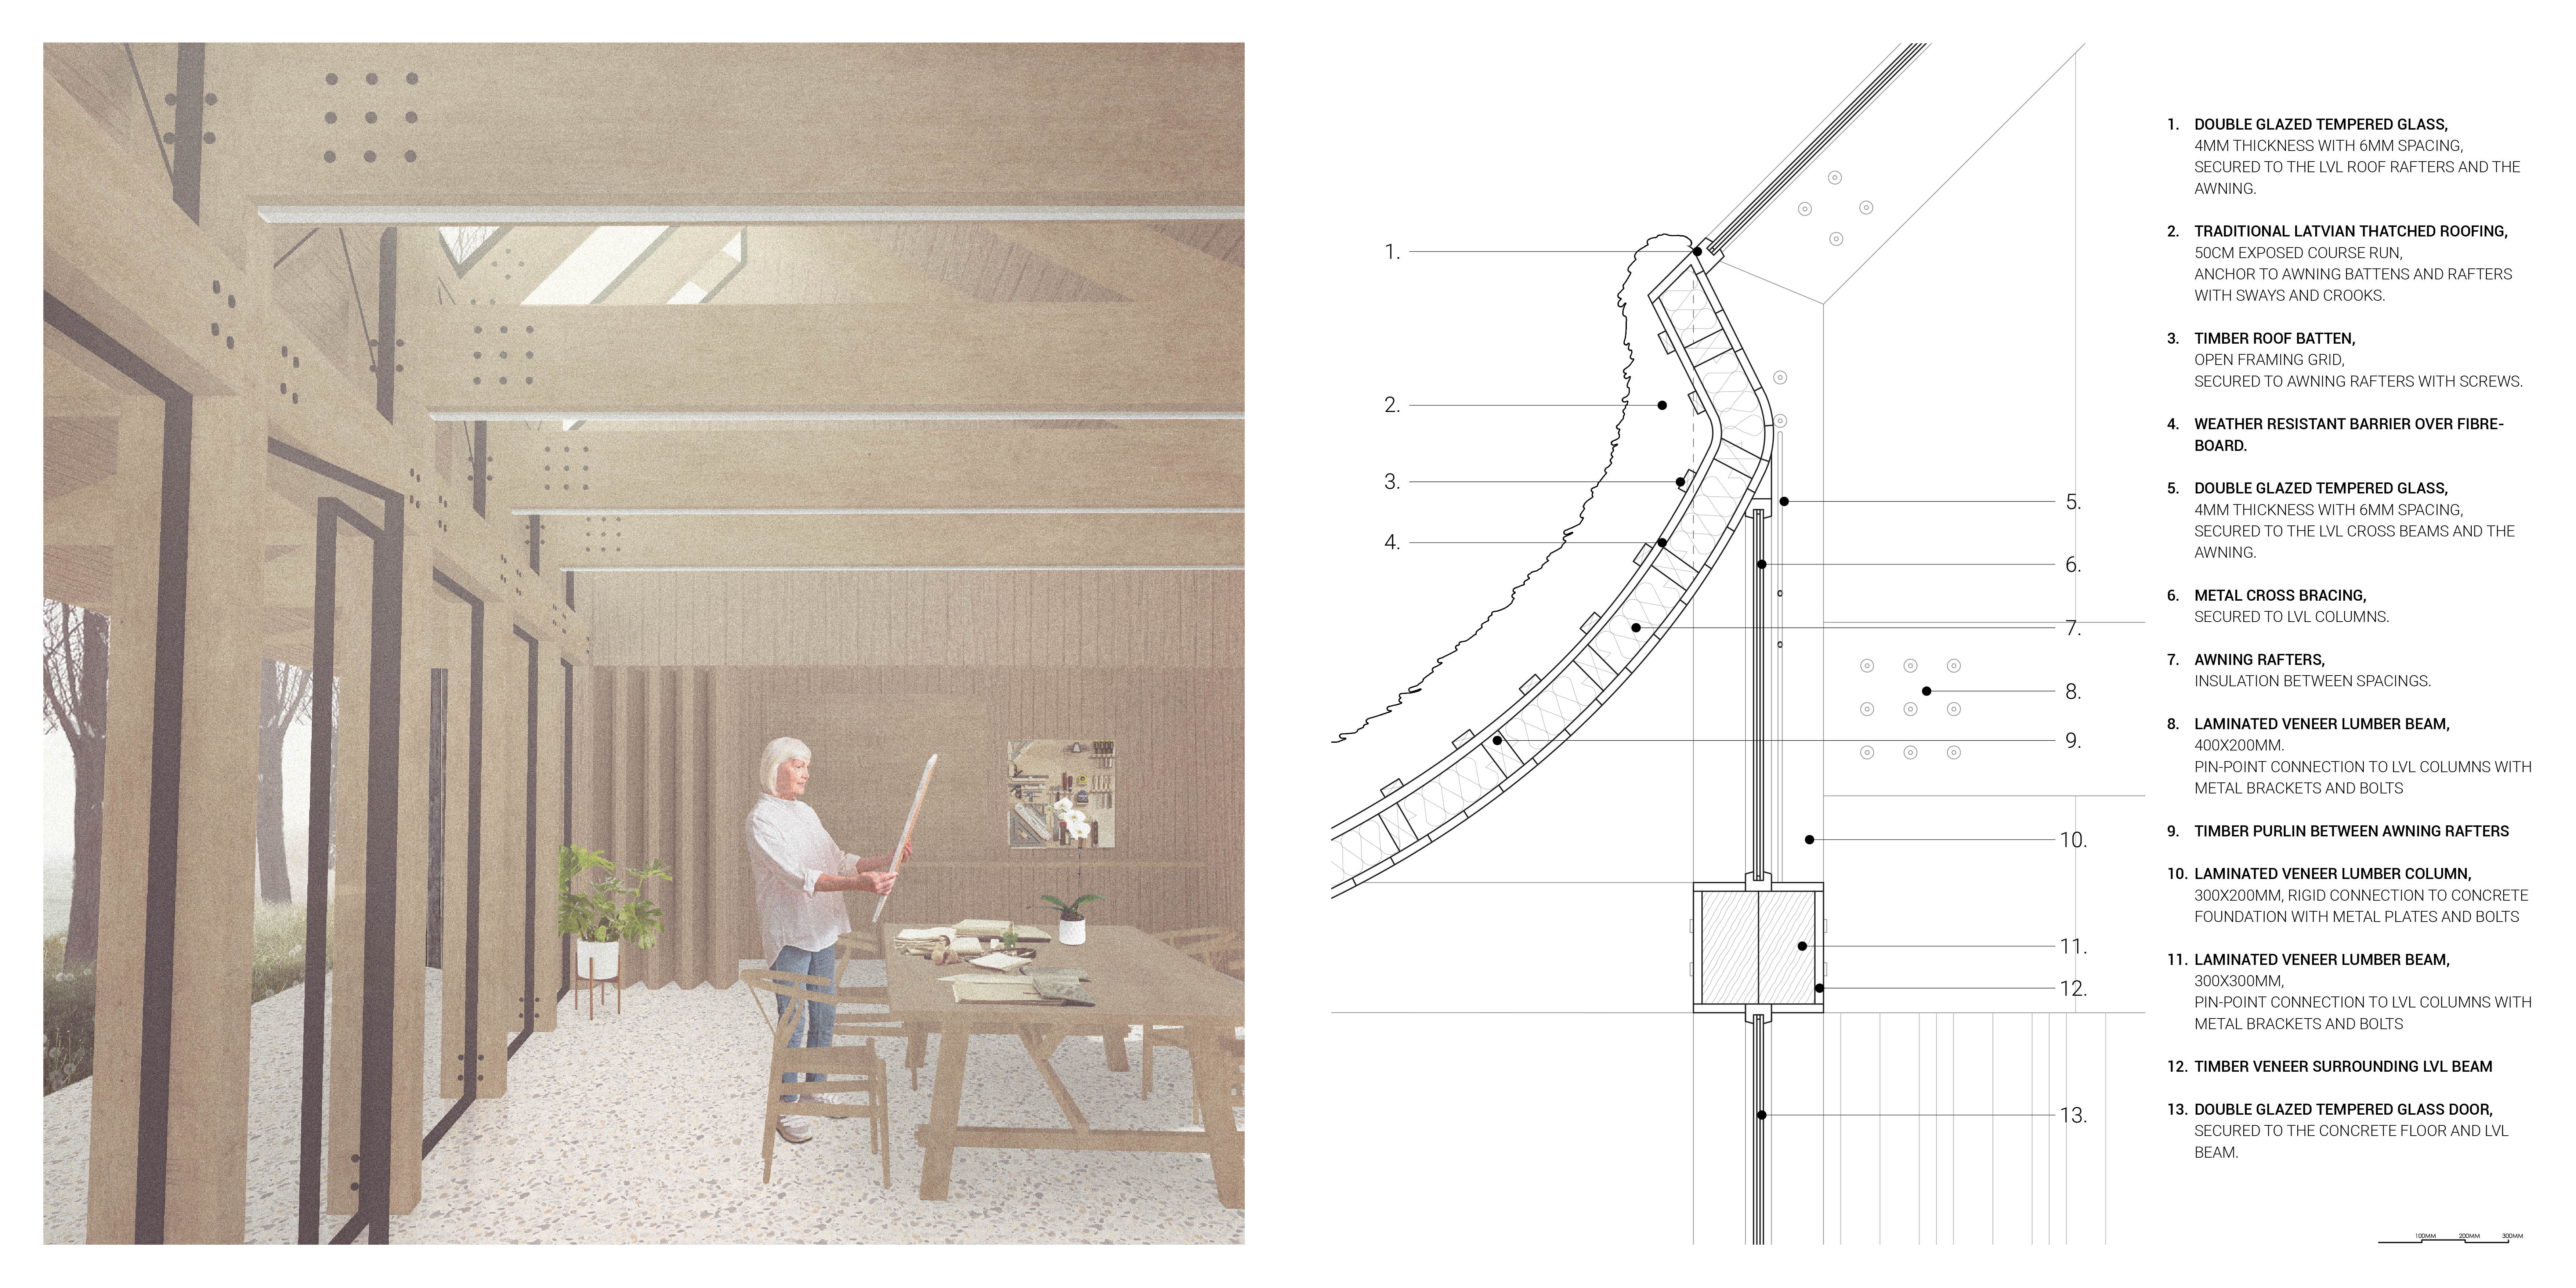 1.
2.
3.
4.
5.
6.
7.
8.
9.
10.
11.
12.
13.
1. DOUBLE GLAZED TEMPERED GLASS,
4MM THICKNESS WITH 6MM SPACING,
SECURED TO THE LVL ROOF RAFTERS AND THE
AWNING.
2. TRADITIONAL LATVIAN THATCHED ROOFING,
50CM EXPOSED COURSE RUN,
ANCHOR TO AWNING BATTENS AND RAFTERS
WITH SWAYS AND CROOKS.
3. TIMBER ROOF BATTEN,
OPEN FRAMING GRID,
SECURED TO AWNING RAFTERS WITH SCREWS.
4. WEATHER RESISTANT BARRIER OVER FIBRE-
BOARD.
5. DOUBLE GLAZED TEMPERED GLASS,
4MM THICKNESS WITH 6MM SPACING,
SECURED TO THE LVL CROSS BEAMS AND THE
AWNING.
6. METAL CROSS BRACING,
SECURED TO LVL COLUMNS.
7. AWNING RAFTERS,
INSULATION BETWEEN SPACINGS.
8. LAMINATED VENEER LUMBER BEAM,
400X200MM.
PIN-POINT CONNECTION TO LVL COLUMNS WITH
METAL BRACKETS AND BOLTS
9. TIMBER PURLIN BETWEEN AWNING RAFTERS
10. LAMINATED VENEER LUMBER COLUMN,
300X200MM, RIGID CONNECTION TO CONCRETE
FOUNDATION WITH METAL PLATES AND BOLTS
11. LAMINATED VENEER LUMBER BEAM,
300X300MM,
PIN-POINT CONNECTION TO LVL COLUMNS WITH
METAL BRACKETS AND BOLTS
12. TIMBER VENEER SURROUNDING LVL BEAM
13. DOUBLE GLAZED TEMPERED GLASS DOOR,
SECURED TO THE CONCRETE FLOOR AND LVL
BEAM.
100MM 200MM 300MM